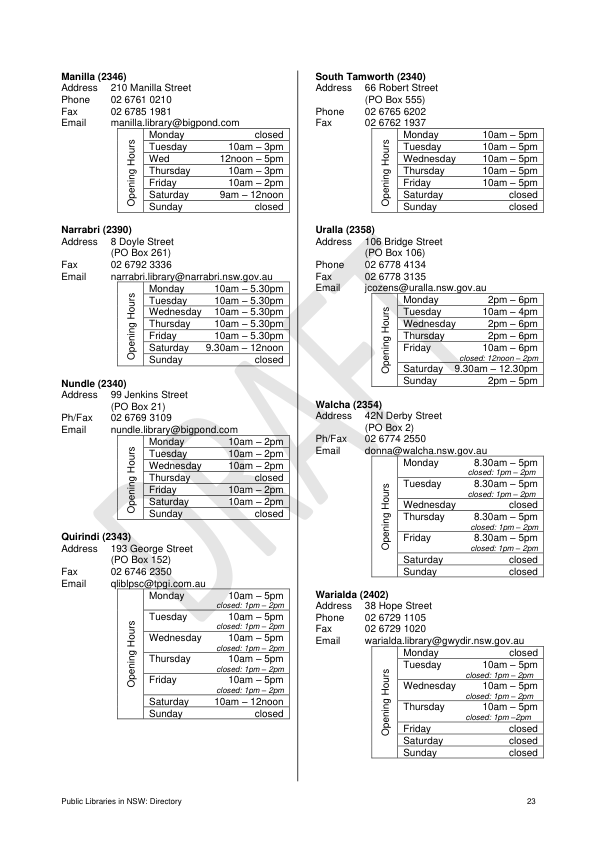 Manilla (2346)
Address 210 Manilla Street
Phone 02 6761 0210
Fax 02 6785 1981
Email manilla.library@bigpond.com
Opening Hours
Monday closed
Tuesday 10am – 3pm
Wed 12noon – 5pm
Thursday 10am – 3pm
Friday 10am – 2pm
Saturday 9am – 12noon
Sunday closed
Narrabri (2390)
Address 8 Doyle Street
(PO Box 261)
Fax 02 6792 3336
Email narrabri.library@narrabri.nsw.gov.au
Opening Hours
Monday 10am – 5.30pm
Tuesday 10am – 5.30pm
Wednesday 10am – 5.30pm
Thursday 10am – 5.30pm
Friday 10am – 5.30pm
Saturday 9.30am – 12noon
Sunday closed
Nundle (2340)
Address 99 Jenkins Street
(PO Box 21)
Ph/Fax 02 6769 3109
Email nundle.library@bigpond.com
Opening Hours
Monday 10am – 2pm
Tuesday 10am – 2pm
Wednesday 10am – 2pm
Thursday closed
Friday 10am – 2pm
Saturday 10am – 2pm
Sunday closed
Quirindi (2343)
Address 193 George Street
(PO Box 152)
Fax 02 6746 2350
Email qliblpsc@tpgi.com.au
Opening Hours
Monday 10am – 5pm
closed: 1pm – 2pm
Tuesday 10am – 5pm
closed: 1pm – 2pm
Wednesday 10am – 5pm
closed: 1pm – 2pm
Thursday 10am – 5pm
closed: 1pm – 2pm
Friday 10am – 5pm
closed: 1pm – 2pm
Saturday 10am – 12noon
Sunday closed
South Tamworth (2340)
Address 66 Robert Street
(PO Box 555)
Phone 02 6765 6202
Fax 02 6762 1937
Opening Hours
Monday 10am – 5pm
Tuesday 10am – 5pm
Wednesday 10am – 5pm
Thursday 10am – 5pm
Friday 10am – 5pm
Saturday closed
Sunday closed
Uralla (2358)
Address 106 Bridge Street
(PO Box 106)
Phone 02 6778 4134
Fax 02 6778 3135
Email jcozens@uralla.nsw.gov.au
Opening Hours
Monday 2pm – 6pm
Tuesday 10am – 4pm
Wednesday 2pm – 6pm
Thursday 2pm – 6pm
Friday 10am – 6pm
closed: 12noon – 2pm
Saturday 9.30am – 12.30pm
Sunday 2pm – 5pm
Walcha (2354)
Address 42N Derby Street
(PO Box 2)
Ph/Fax 02 6774 2550
Email donna@walcha.nsw.gov.au
Opening Hours
Monday 8.30am – 5pm
closed: 1pm – 2pm
Tuesday 8.30am – 5pm
closed: 1pm – 2pm
Wednesday closed
Thursday 8.30am – 5pm
closed: 1pm – 2pm
Friday 8.30am – 5pm
closed: 1pm – 2pm
Saturday closed
Sunday closed
Warialda (2402)
Address 38 Hope Street
Phone 02 6729 1105
Fax 02 6729 1020
Email warialda.library@gwydir.nsw.gov.au
Opening Hours
Monday closed
Tuesday 10am – 5pm
closed: 1pm – 2pm
Wednesday 10am – 5pm
closed: 1pm – 2pm
Thursday 10am – 5pm
closed: 1pm –2pm
Friday closed
Saturday closed
Sunday closed
DRAFT
Public Libraries in NSW: Directory 23